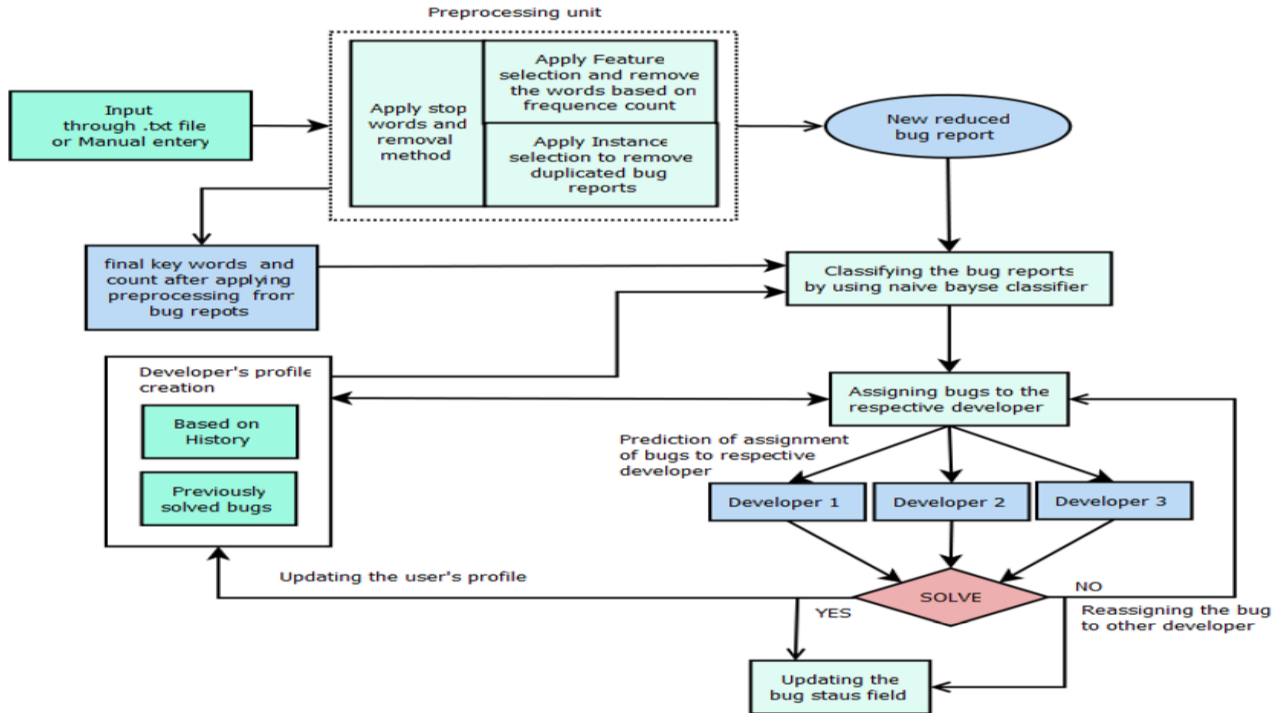 Preprocessing unit
Input
through .txt file
or Manual entery
Apply stop
words and
removal
method
Apply Feature
selection and remove
the words based on
frequence count
Apply Instance
selection to remove
duplicated bug
reports
New reduced
bug report
final key words and
count after applying
preprocessing from
bug repots
Classifying the bug reports
by using naive bayse classifier
Developer's profile
creation
Based on
History
Previously
solved bugs
Assigning bugs to the
respective developer
Prediction of assignment
of bugs to respective
developer
Developer 1
Developer 2
Developer 3
Updating the user's profile
SOLVE
YES
NO
Reassigning the bug
to other developer
Updating the
bug staus field